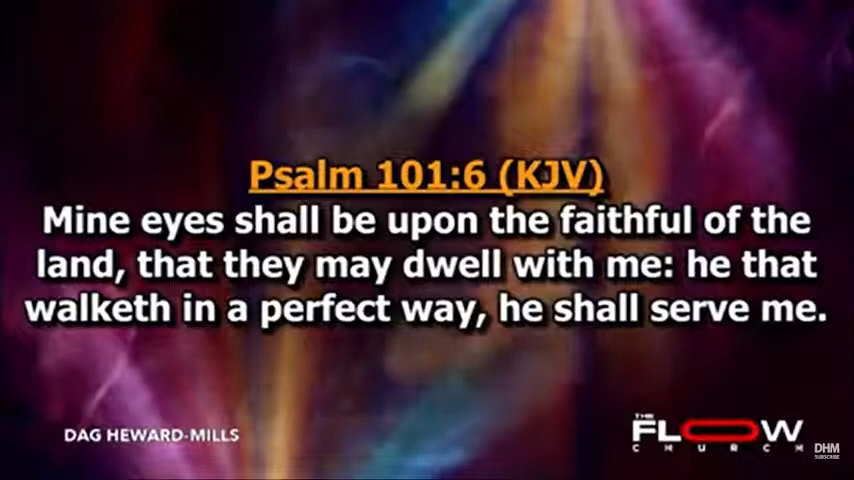 Psalm 101:6 (KJV)
Mine eyes shall be upon the faithful of the
land, that they may dwell with me: he that
walketh in a perfect way, he shall serve me.
DAG HEWARD-MILLS
THE
FLOW
CHURCH
DHM
SUBSCRIBE